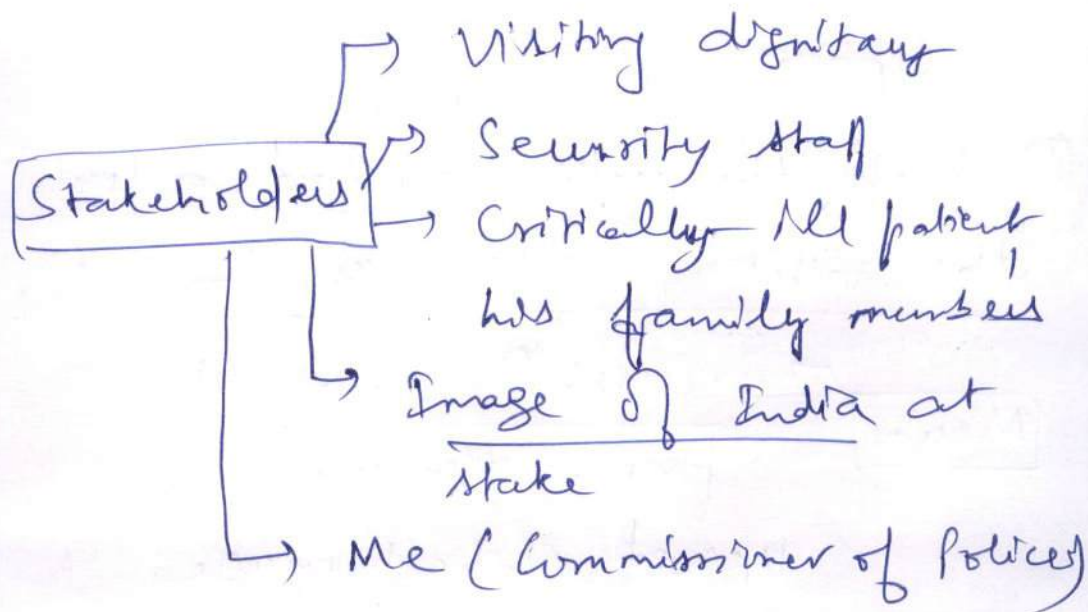 Visiting dignitary
Security staff
Stakeholders
Critically ill patient,
his family members
Image of India at
stake
Me (Commissioner of Police)